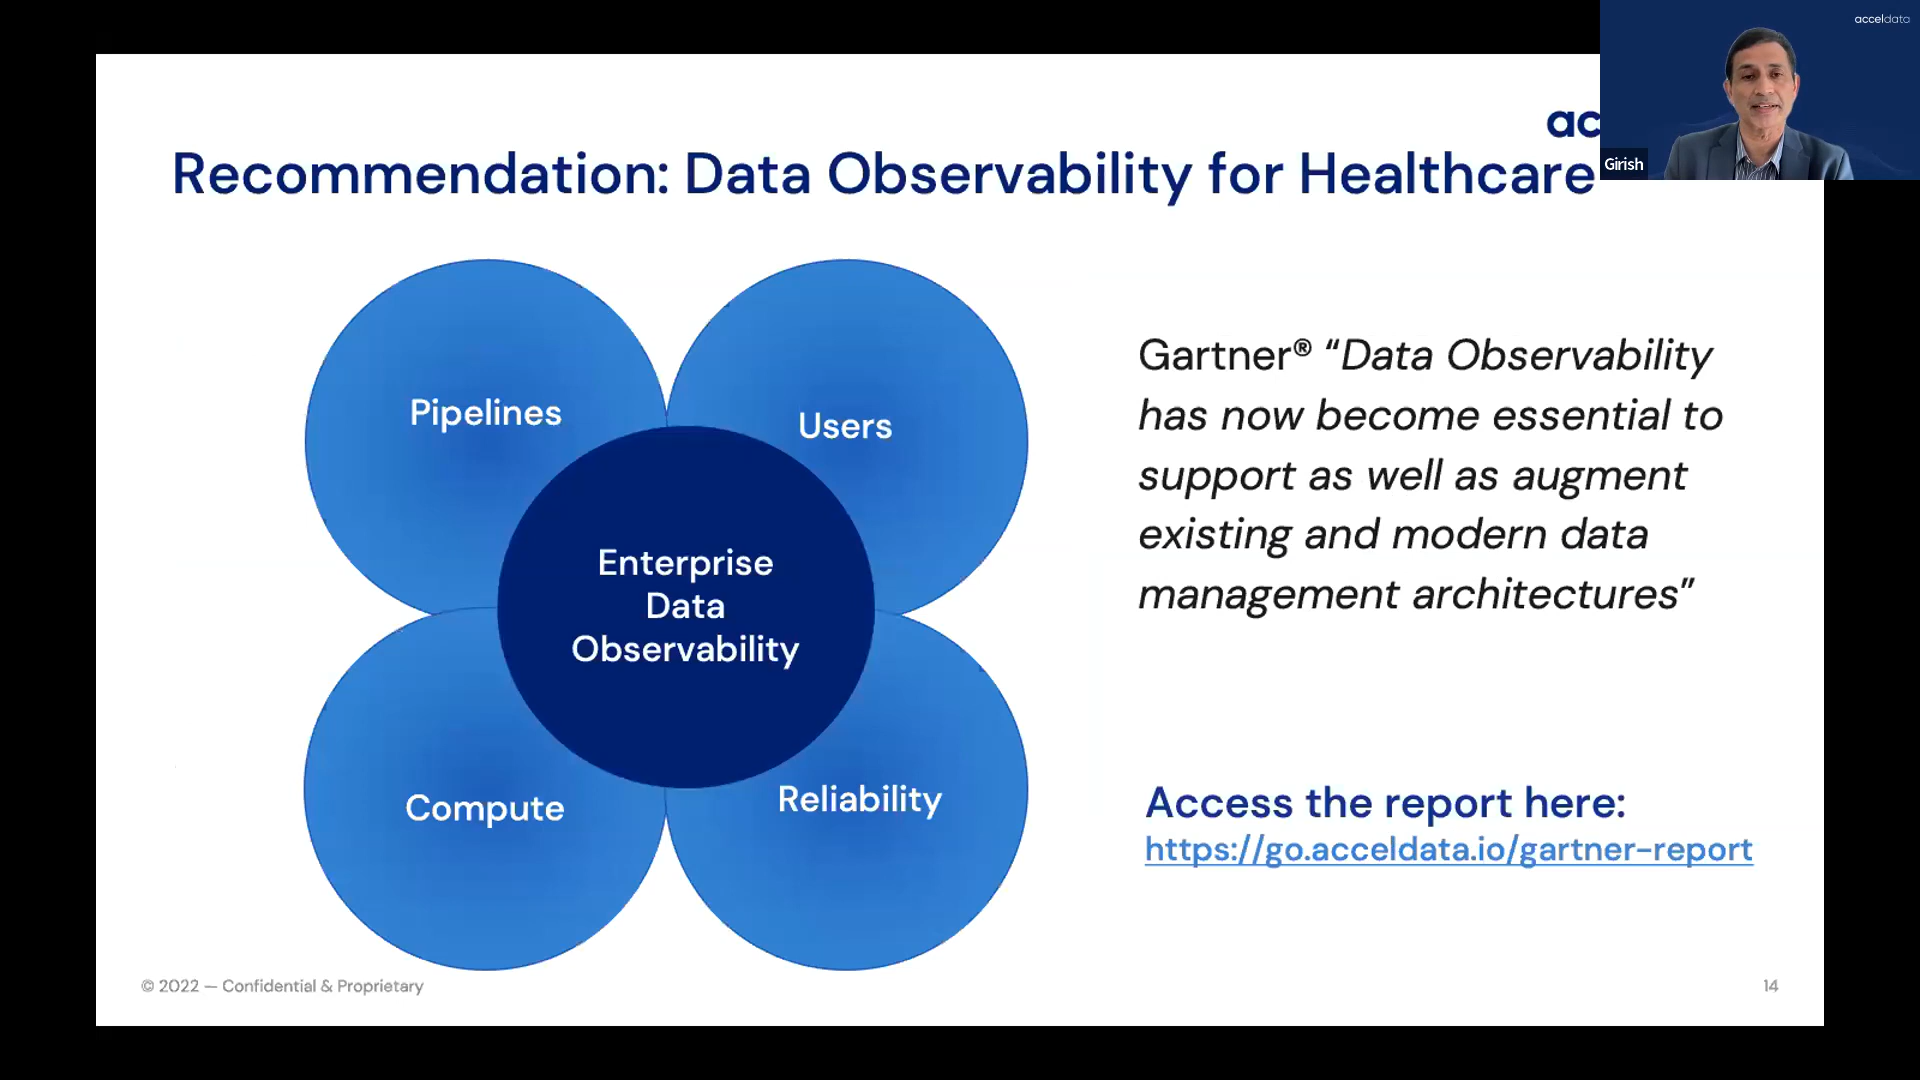 acceldata
ac
Girish
Recommendation: Data Observability for Healthcare
Pipelines
Users
Enterprise
Data
Observability
Compute
Reliability
Gartner® “Data Observability
has now become essential to
support as well as augment
existing and modern data
management architectures”
Access the report here:
https://go.acceldata.io/gartner-report
© 2022 — Confidential & Proprietary
14